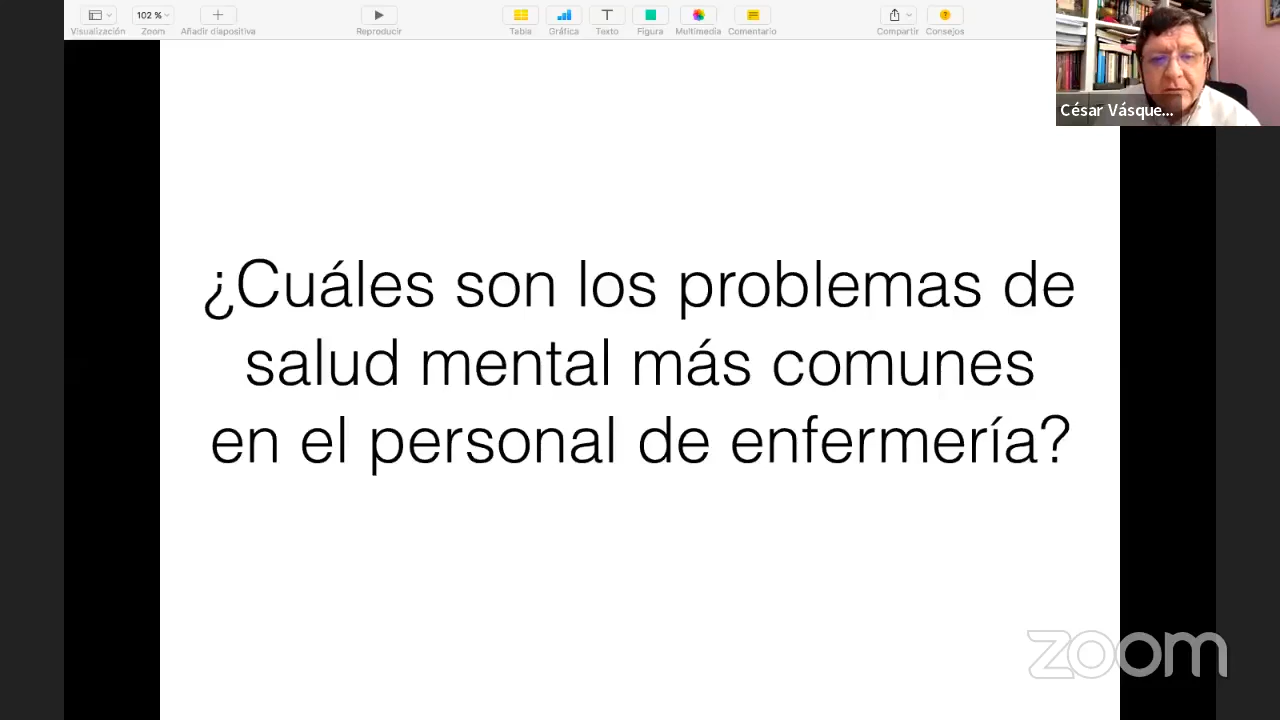 102 %
Visualización Zoom Añadir diapositiva Reproducir Tabla Gráfica Texto Figura Multimedia Comentario Compartir Consejos
César Vásque...
¿Cuáles son los problemas de
salud mental más comunes
en el personal de enfermería?
zoom